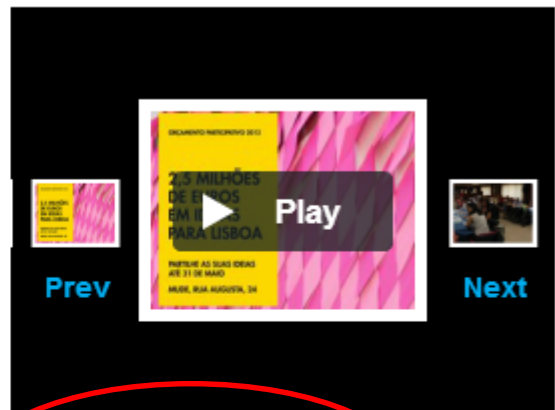 ORÇAMENTO PARTICIPATIVO 2013
2,5 MILHÕES
DE EUROS
EM IDEIAS
PARA LISBOA
Play
PARTILHE AS SUAS IDEIAS
ATÉ 31 DE MAIO
MUDE, RUA AUGUSTA, 24
Prev
Next